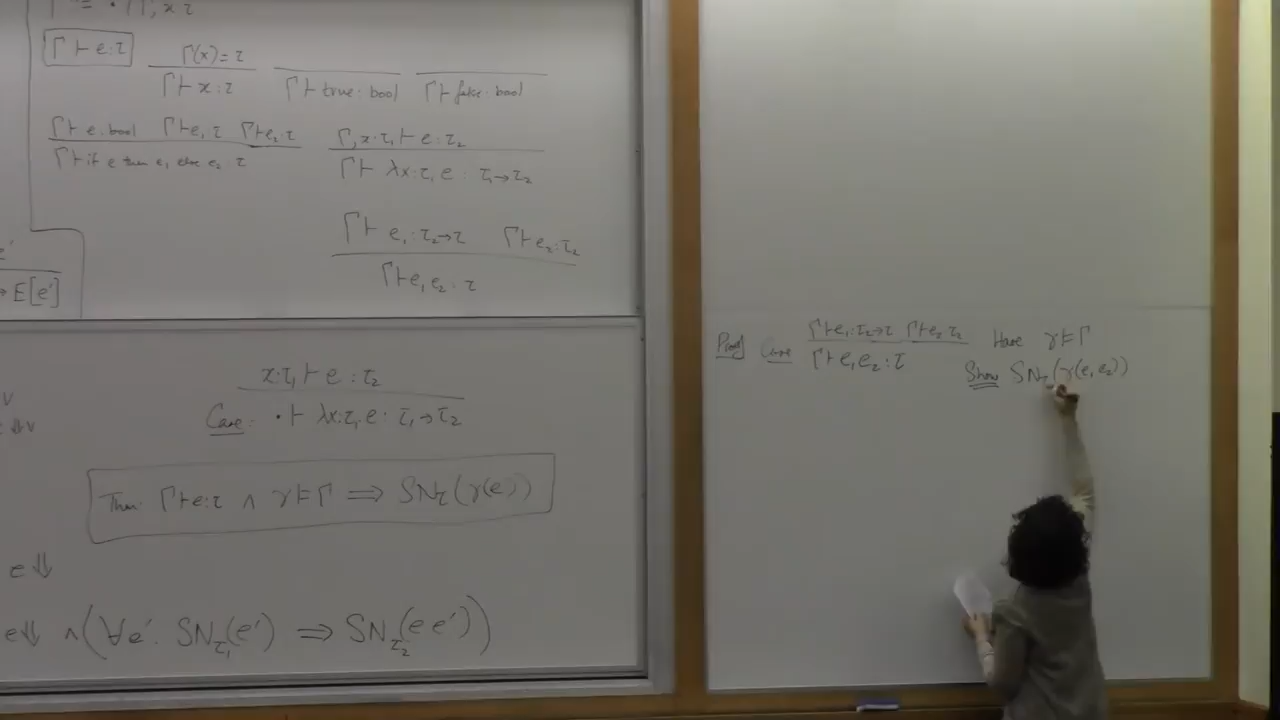 Γ ⊢ e : τ
Γ(x) = τ
Γ ⊢ x : τ
Γ ⊢ true : bool
Γ ⊢ false : bool
Γ ⊢ e : bool Γ ⊢ e₁ : τ Γ ⊢ e₂ : τ
Γ ⊢ if e then e₁ else e₂ : τ
Γ, x : τ₁ ⊢ e : τ₂
Γ ⊢ λx : τ₁. e : τ₁ → τ₂
Γ ⊢ e₁ : τ₂ → τ Γ ⊢ e₂ : τ₂
Γ ⊢ e₁ e₂ : τ
→ E[e']
x : τ₁ ⊢ e : τ₂
Case: • ⊢ λx : τ₁. e : τ₁ → τ₂
Thm: Γ ⊢ e : τ ∧ γ ⊨ Γ ⟹ SN_τ(γ(e))
e ⇓
e⇓ ∧ (∀e'. SN_τ₁(e') ⟹ SN_τ₂(e e'))
Proof Case Γ ⊢ e₁ : τ₂ → τ Γ ⊢ e₂ : τ₂ Have γ ⊨ Γ
Γ ⊢ e₁ e₂ : τ Show SN_τ(γ(e₁ e₂))